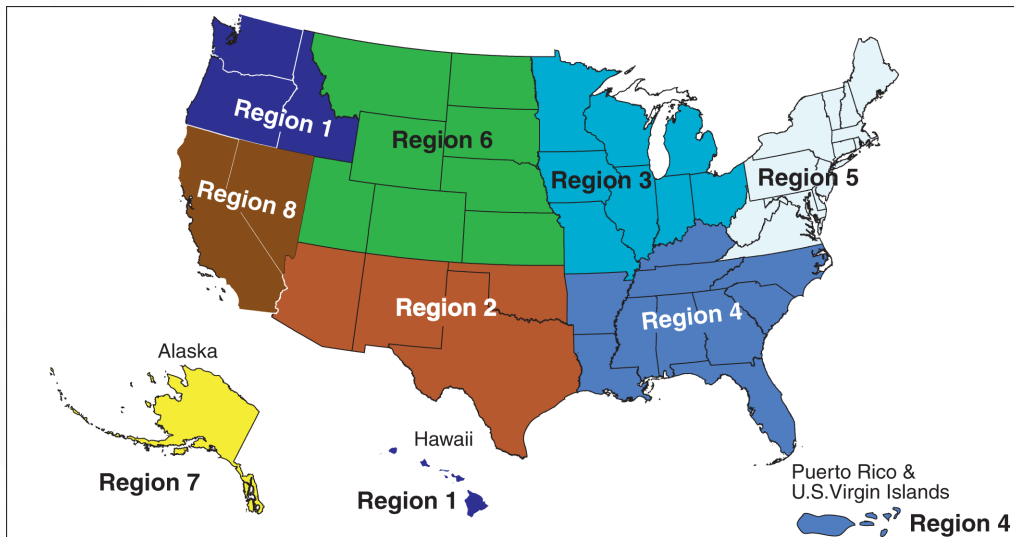 Region 1
Region 6
Region 3
Region 5
Region 8
Region 2
Region 4
Alaska
Region 7
Hawaii
Region 1
Puerto Rico &
U.S.Virgin Islands
Region 4